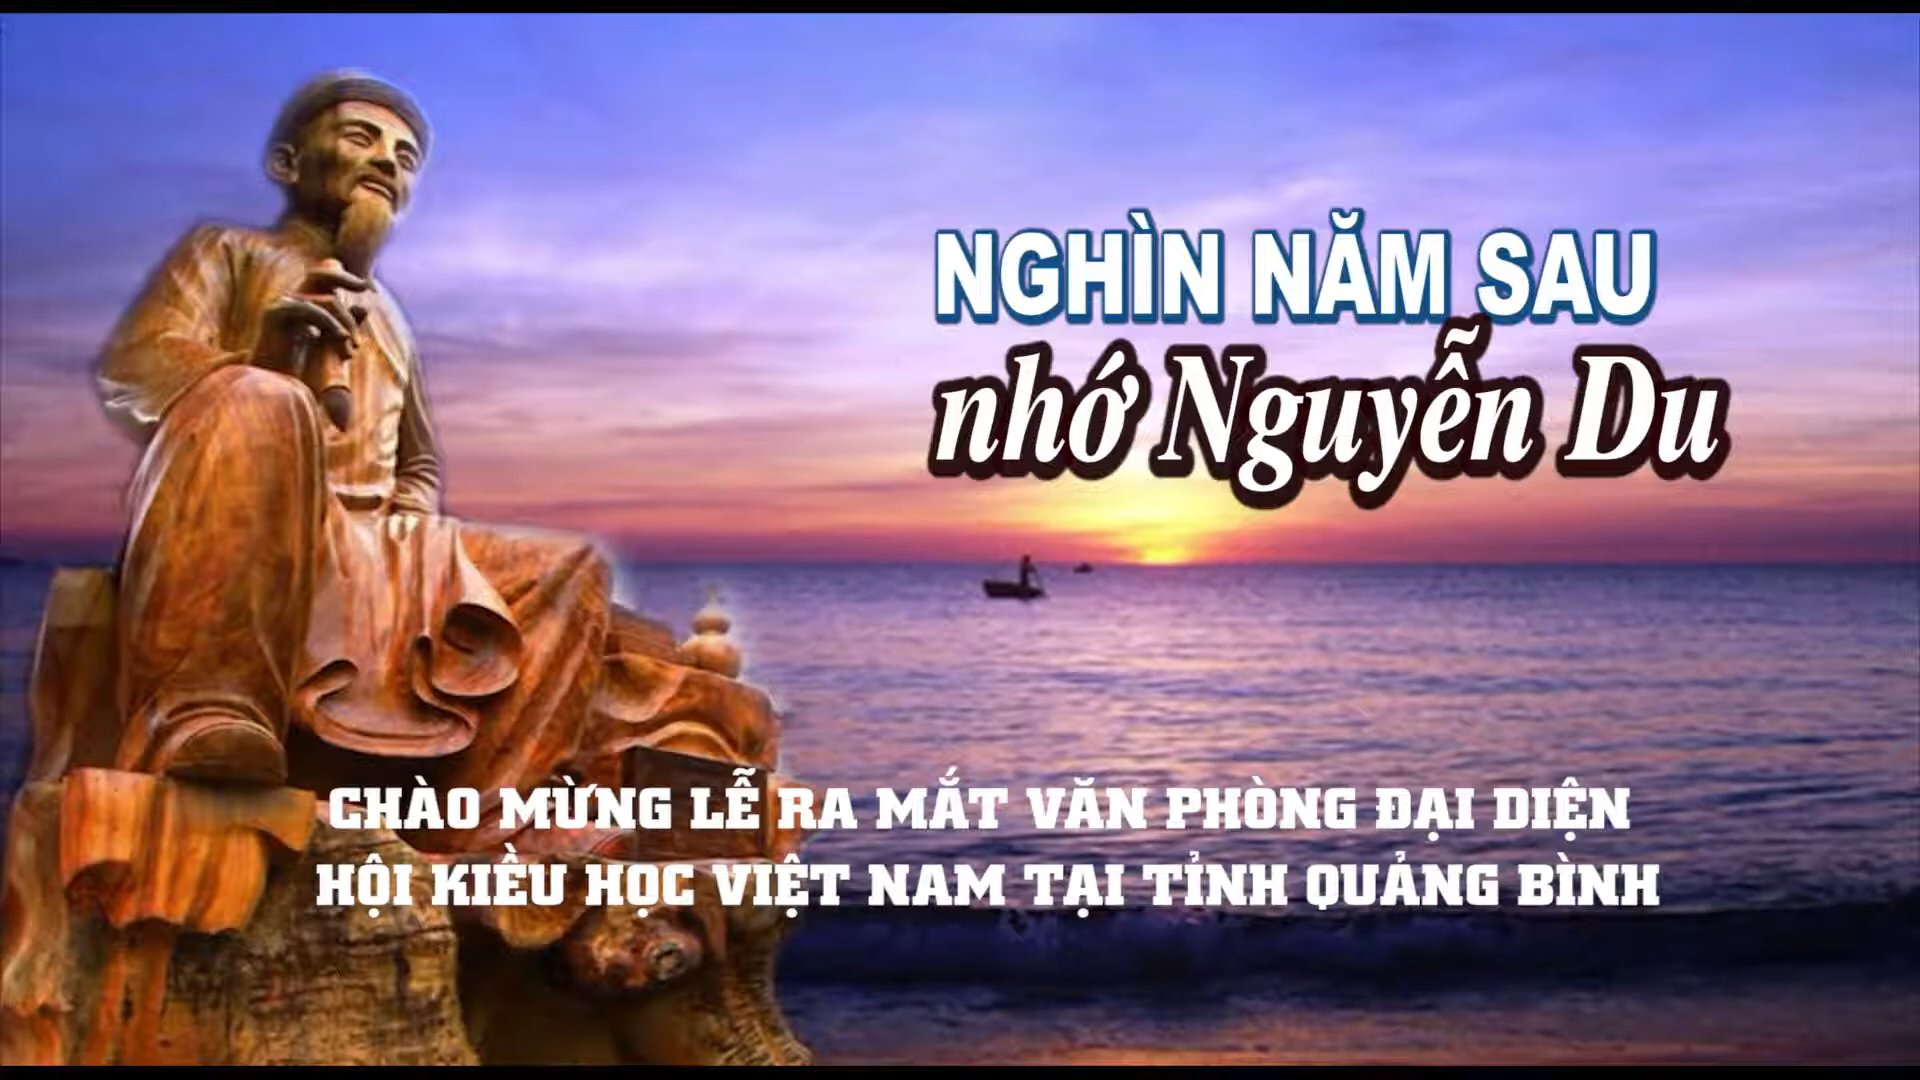 NGHÌN NĂM SAU
nhớ Nguyễn Du
CHÀO MỪNG LỄ RA MẮT VĂN PHÒNG ĐẠI DIỆN
HỘI KIỀU HỌC VIỆT NAM TẠI TỈNH QUẢNG BÌNH